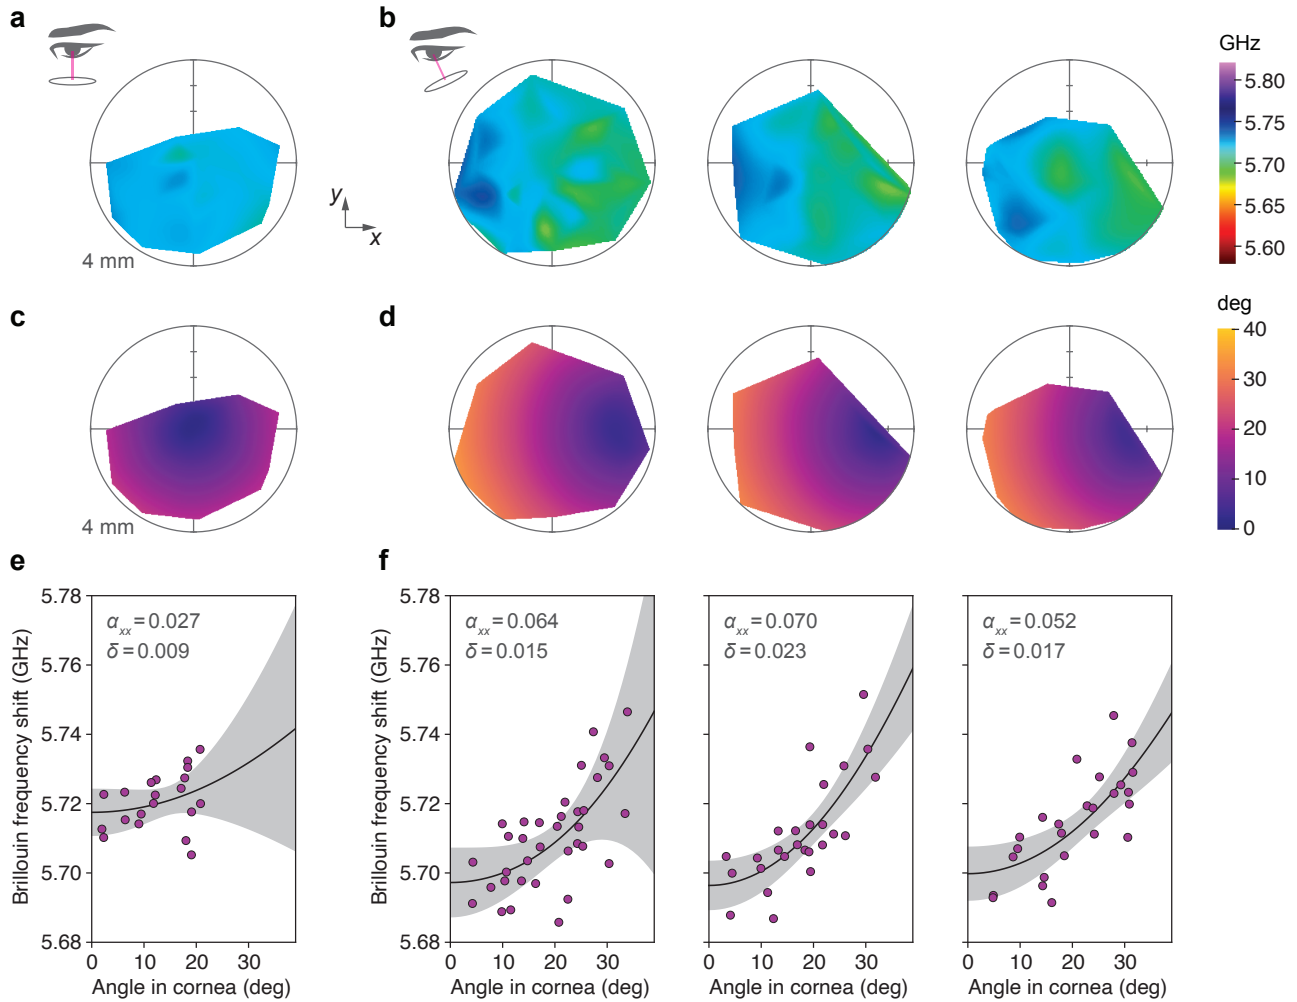 a
b
GHz
5.80
5.75
5.70
5.65
5.60
y
x
4 mm
c
d
deg
40
30
20
10
0
4 mm
e
f
5.78
5.76
5.74
5.72
5.70
5.68
Brillouin frequency shift (GHz)
αxx = 0.027
δ = 0.009
0 10 20 30
Angle in cornea (deg)
5.78
5.76
5.74
5.72
5.70
5.68
Brillouin frequency shift (GHz)
αxx = 0.064
δ = 0.015
0 10 20 30
Angle in cornea (deg)
αxx = 0.070
δ = 0.023
0 10 20 30
Angle in cornea (deg)
αxx = 0.052
δ = 0.017
0 10 20 30
Angle in cornea (deg)